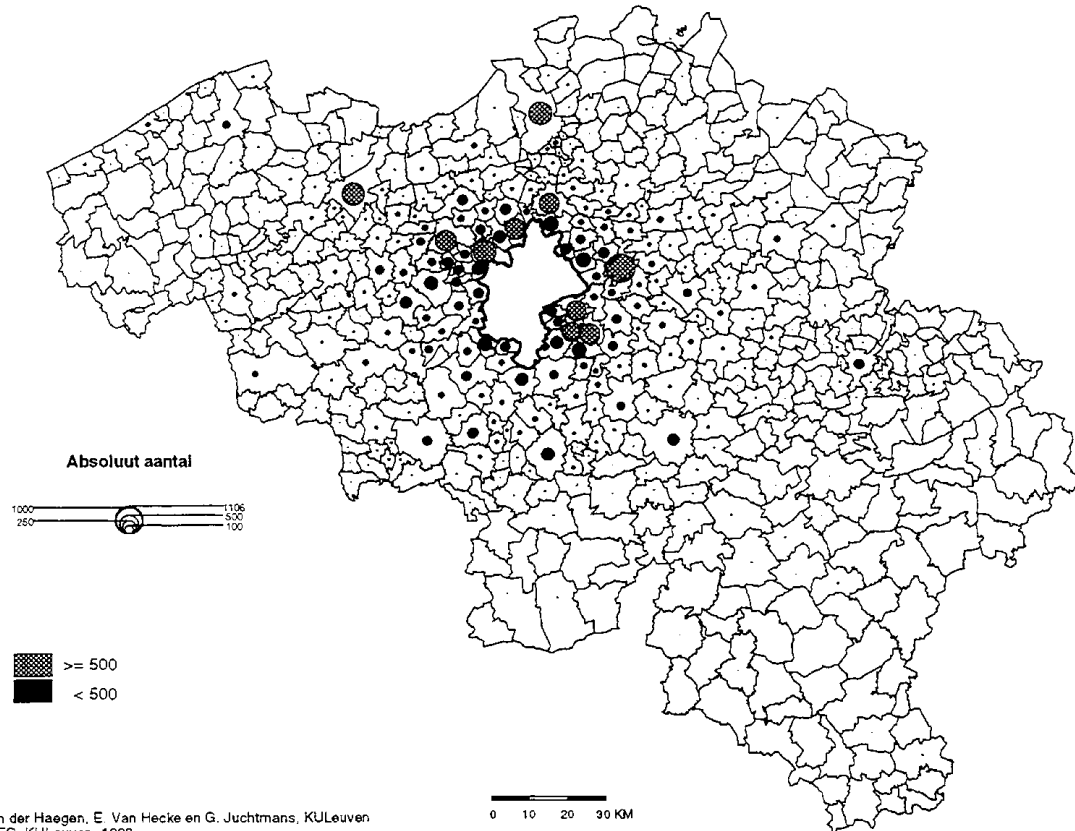 Absoluut aantal
1000 1106
500
250 100
>= 500
< 500
der Haegen, E. Van Hecke en G. Juchtmans, KULeuven
0 10 20 30 KM